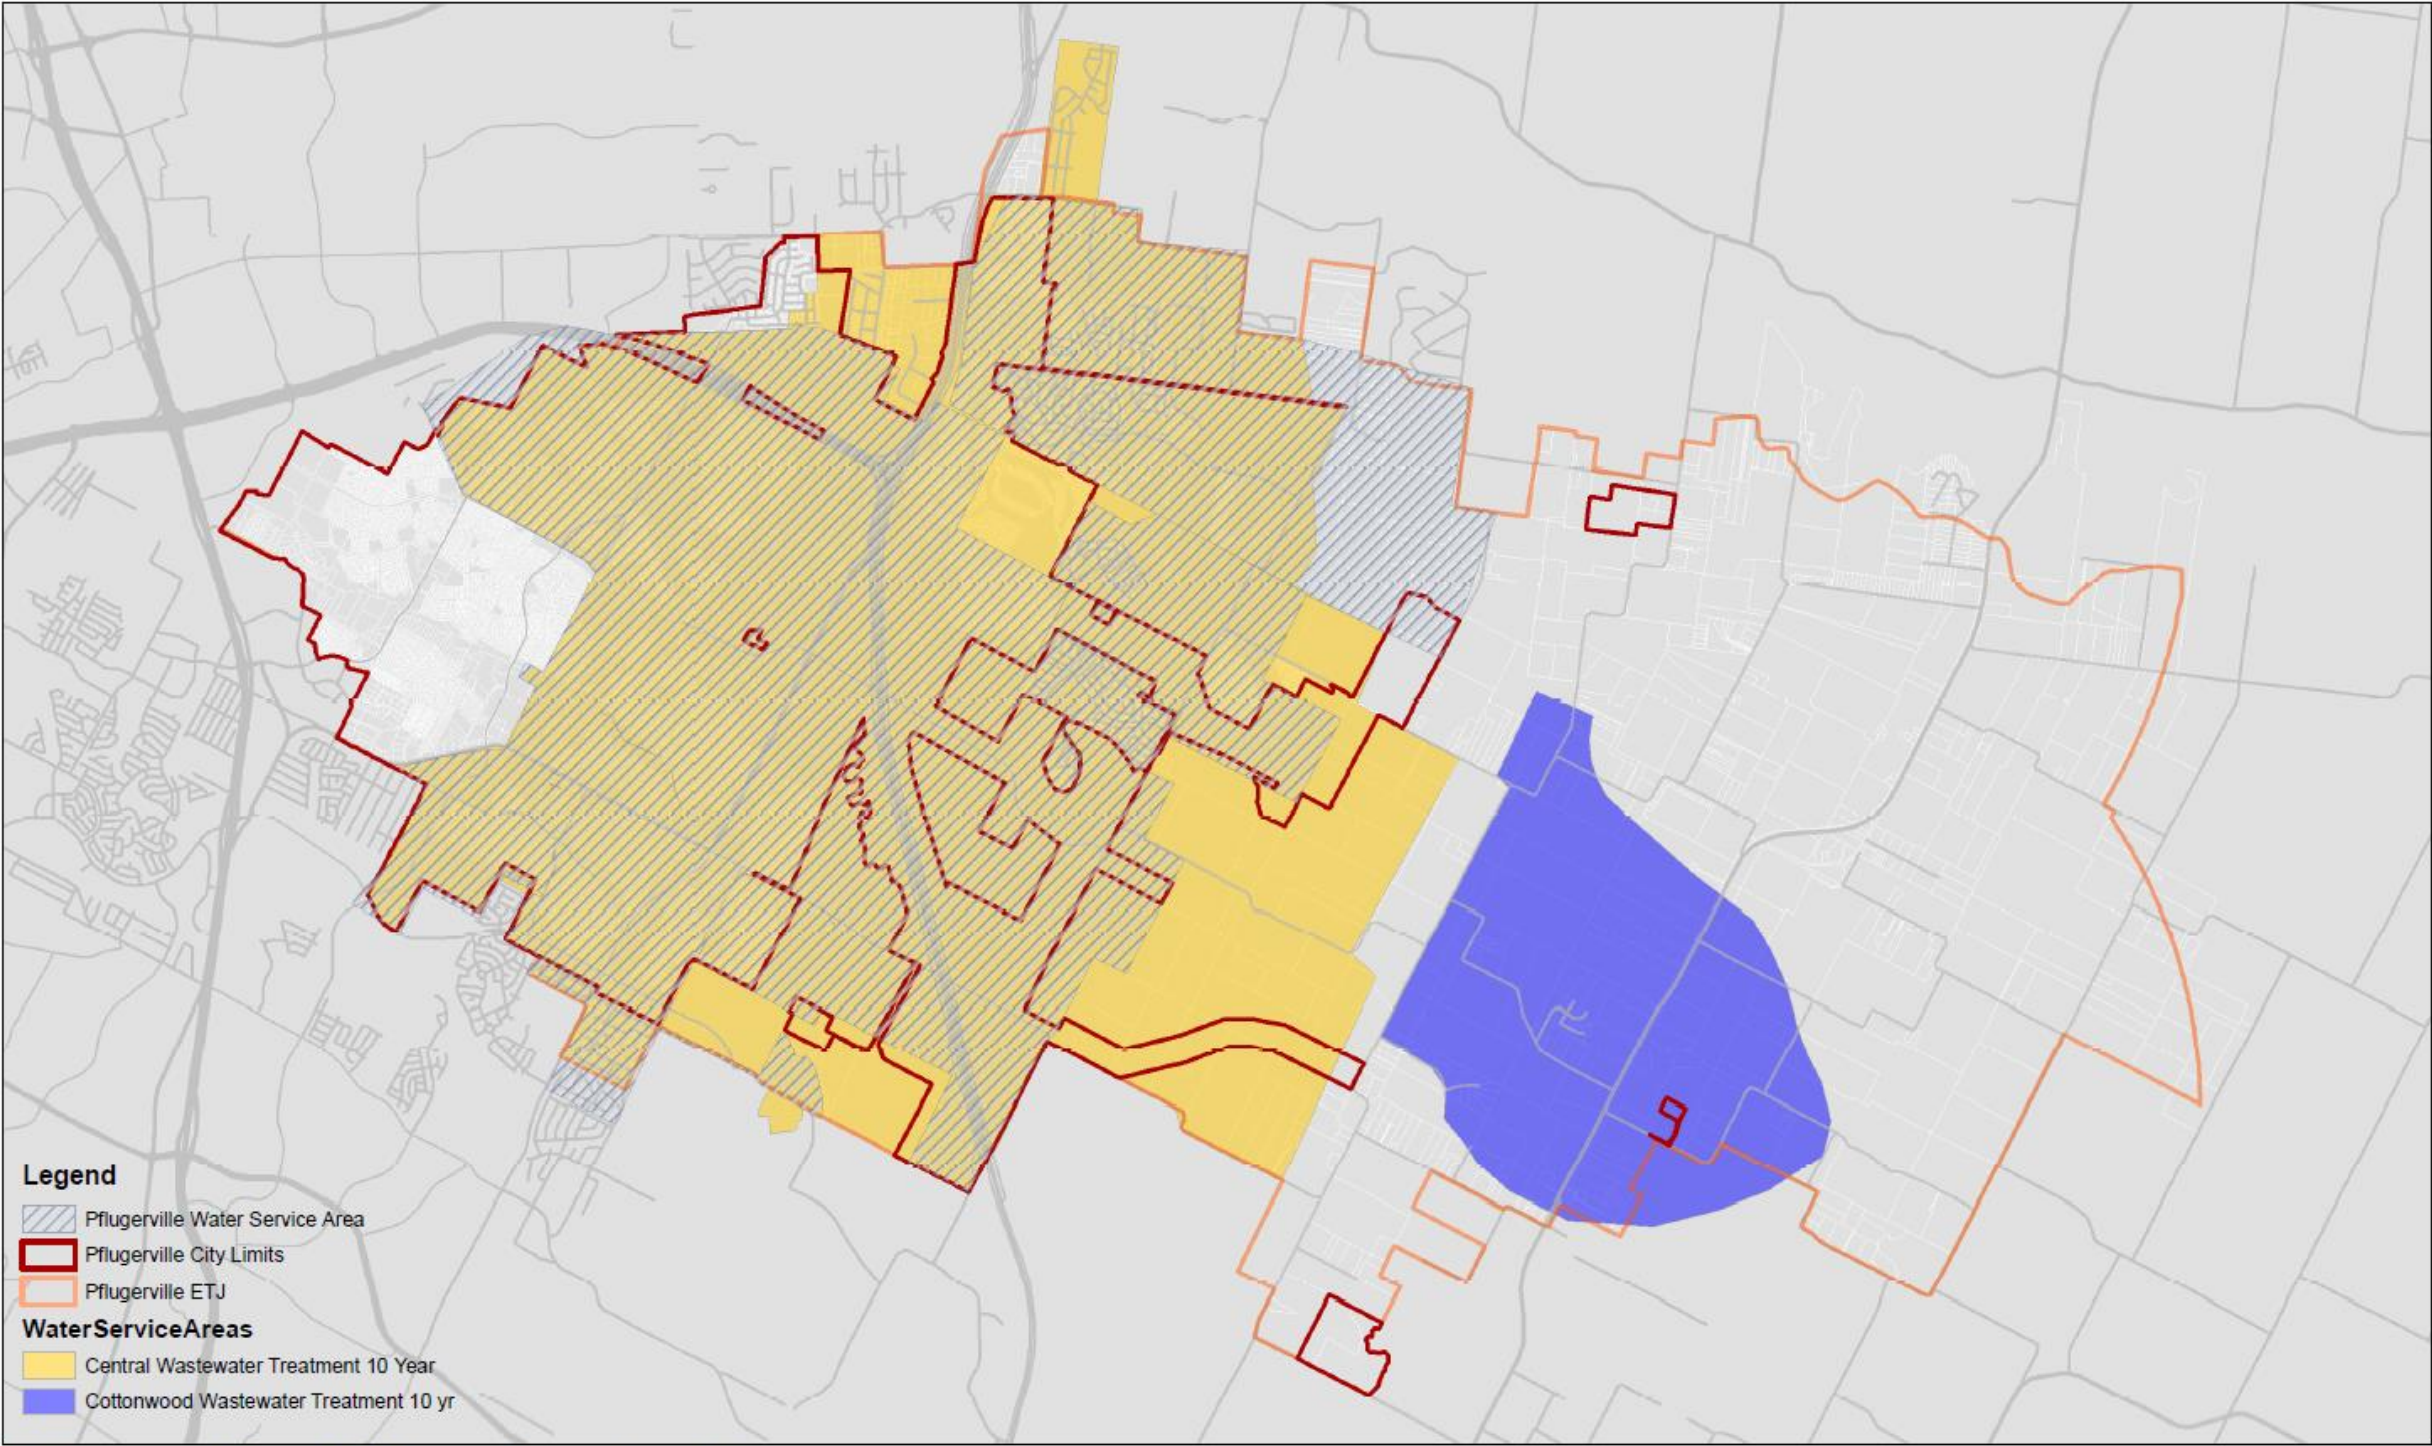 Legend
Pflugerville Water Service Area
Pflugerville City Limits
Pflugerville ETJ
WaterServiceAreas
Central Wastewater Treatment 10 Year
Cottonwood Wastewater Treatment 10 yr